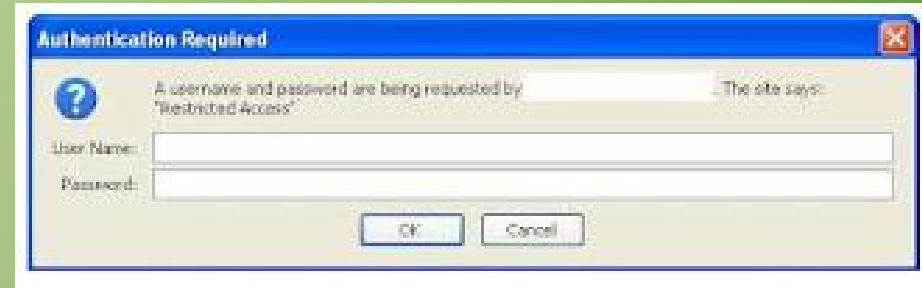 Authentication Required
A username and password are being requested by . The site says:
"Restricted Access"
User Name:
Password:
OK
Cancel